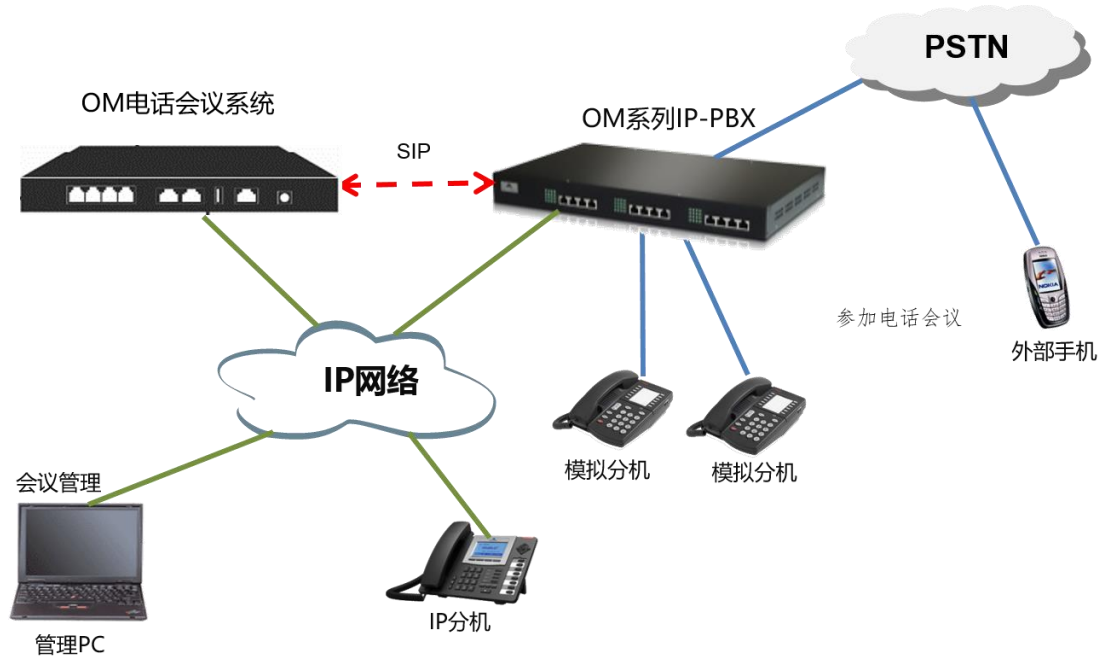 PSTN
OM电话会议系统
OM系列IP-PBX
SIP
NOKIA
参加电话会议
外部手机
IP网络
模拟分机
模拟分机
会议管理
IP分机
管理PC